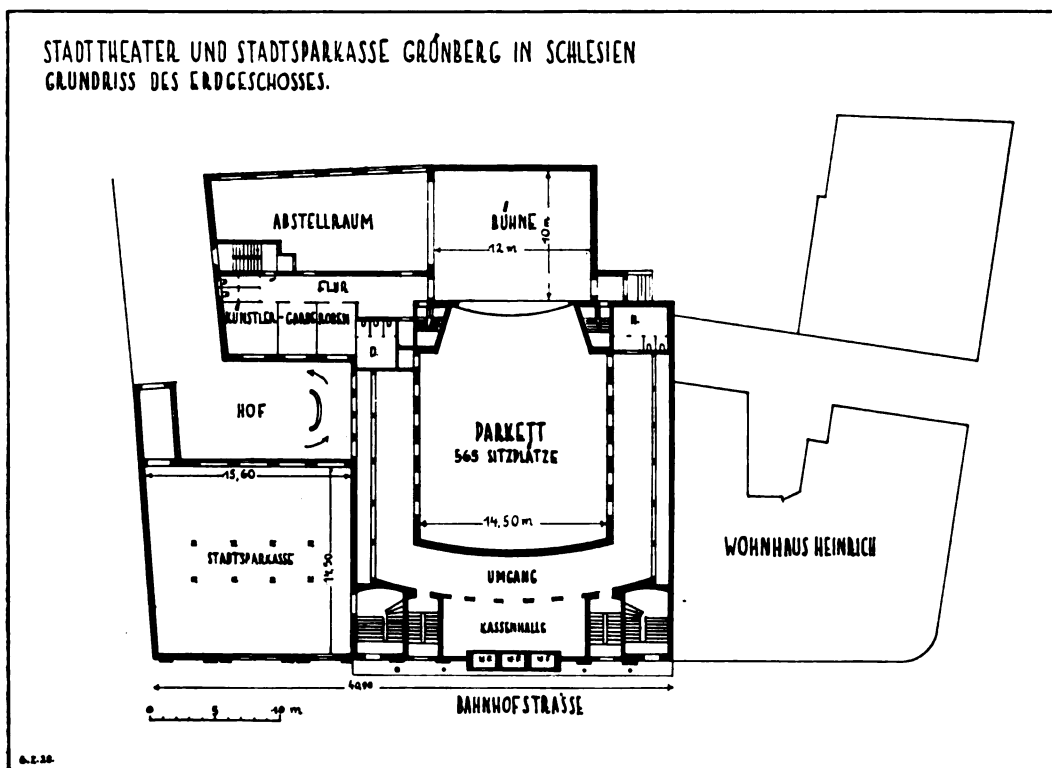 STADTTHEATER UND STADTSPARKASSE GRÜNBERG IN SCHLESIEN
GRUNDRISS DES ERDGESCHOSSES.
ABSTELLRAUM
BÜHNE
12 m
10 m
FLUR
KÜNSTLER-GARDEROBEN
D.
H.
HOF
PARKETT
565 SITZPLÄTZE
15,60
14,50 m
WOHNHAUS HEINRICH
STADTSPARKASSE
14,50
UMGANG
KASSENHALLE
40,00
BAHNHOFSTRASSE
0 5 10 m